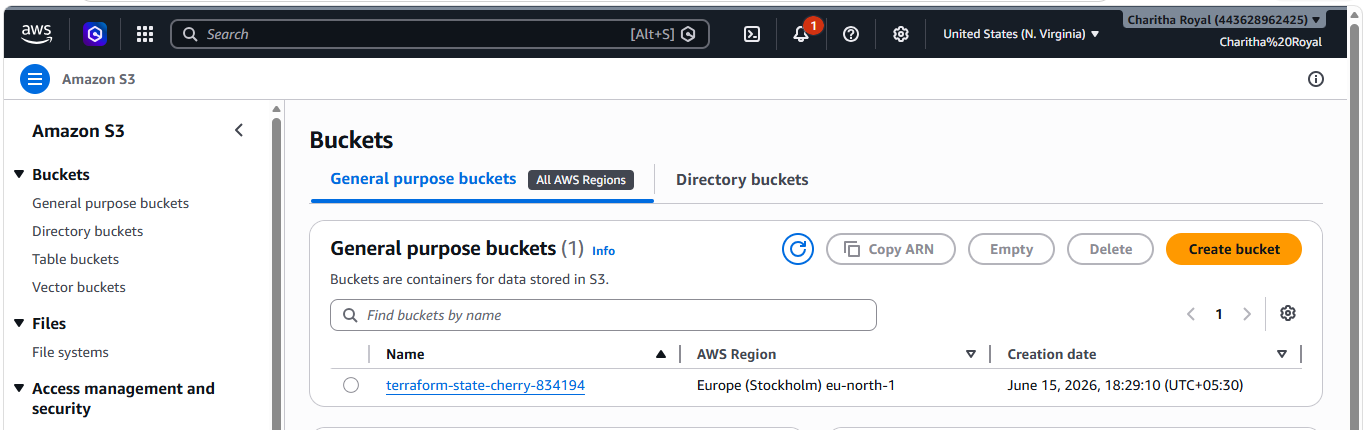 aws
Search
[Alt+S]
1
United States (N. Virginia)
Charitha Royal (443628962425)
Charitha%20Royal
Amazon S3
Amazon S3
Buckets
General purpose buckets
Directory buckets
Table buckets
Vector buckets
Files
File systems
Access management and
security
Buckets
General purpose buckets All AWS Regions Directory buckets
General purpose buckets (1) Info
Copy ARN Empty Delete Create bucket
Buckets are containers for data stored in S3.
Find buckets by name
1
Name AWS Region Creation date
terraform-state-cherry-834194 Europe (Stockholm) eu-north-1 June 15, 2026, 18:29:10 (UTC+05:30)